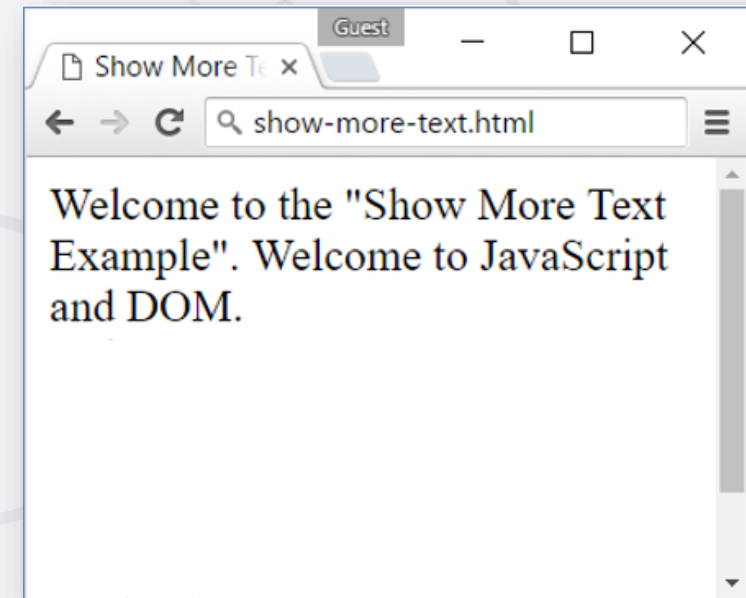 Guest
Show More Te
show-more-text.html
Welcome to the "Show More Text
Example". Welcome to JavaScript
and DOM.